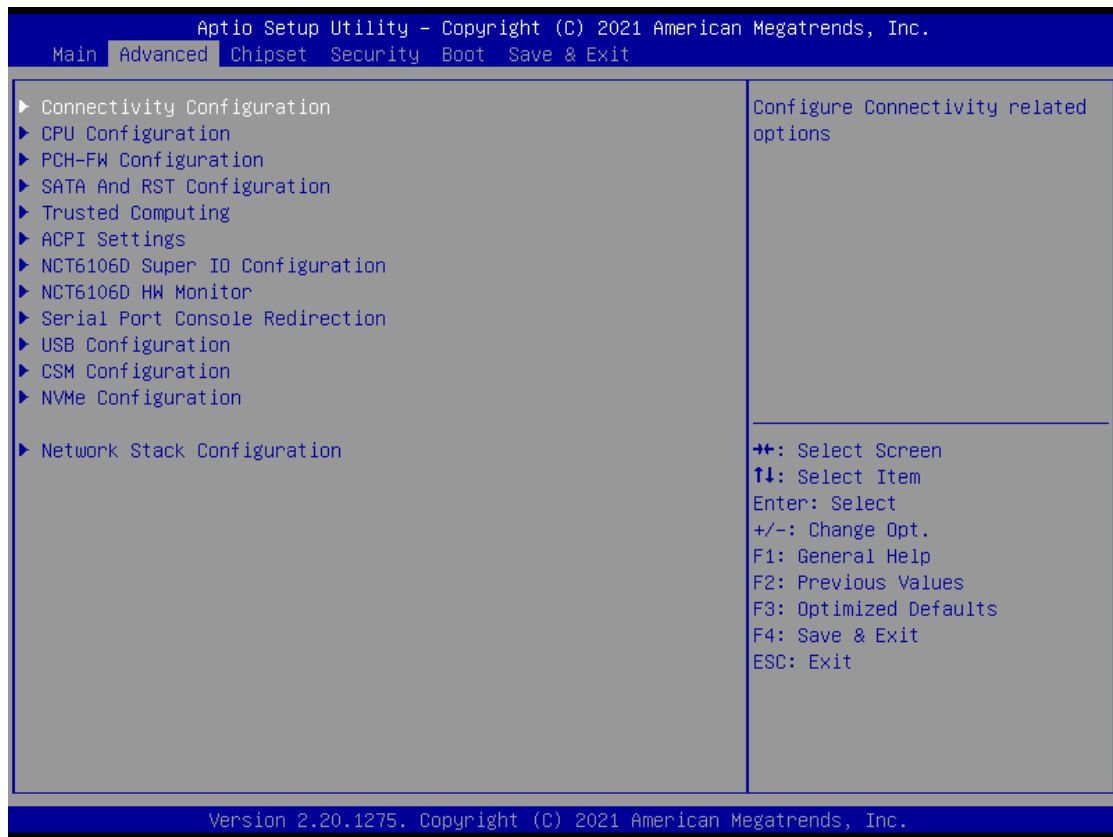 Aptio Setup Utility – Copyright (C) 2021 American Megatrends, Inc.
Main Advanced Chipset Security Boot Save & Exit
▶ Connectivity Configuration
▶ CPU Configuration
▶ PCH-FW Configuration
▶ SATA And RST Configuration
▶ Trusted Computing
▶ ACPI Settings
▶ NCT6106D Super IO Configuration
▶ NCT6106D HW Monitor
▶ Serial Port Console Redirection
▶ USB Configuration
▶ CSM Configuration
▶ NVMe Configuration
▶ Network Stack Configuration
Configure Connectivity related
options
→←: Select Screen
↑↓: Select Item
Enter: Select
+/-: Change Opt.
F1: General Help
F2: Previous Values
F3: Optimized Defaults
F4: Save & Exit
ESC: Exit
Version 2.20.1275. Copyright (C) 2021 American Megatrends, Inc.